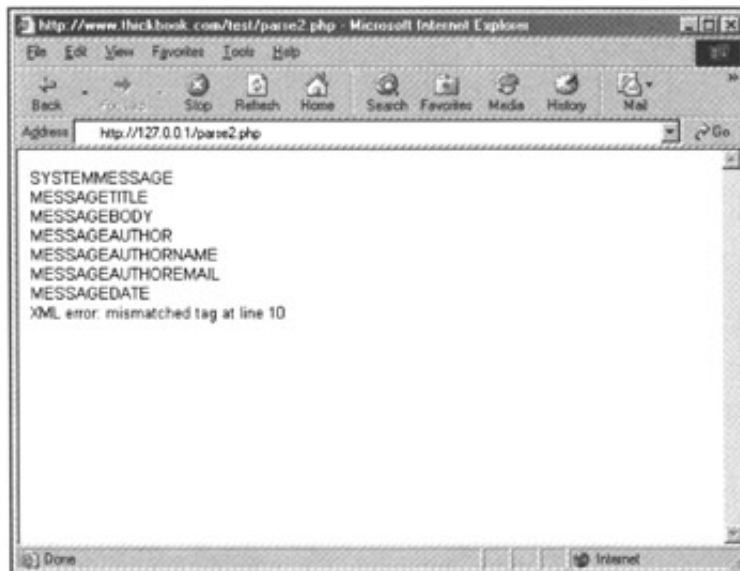 http://www.thickbook.com/test/parse2.php - Microsoft Internet Explorer
File Edit View Favorites Tools Help
Back Forward Stop Refresh Home Search Favorites Media History Mail
Address http://127.0.0.1/parse2.php Go
SYSTEMMESSAGE
MESSAGETITLE
MESSAGEBODY
MESSAGEAUTHOR
MESSAGEAUTHORNAME
MESSAGEAUTHOREMAIL
MESSAGEDATE
XML error: mismatched tag at line 10
Done Internet